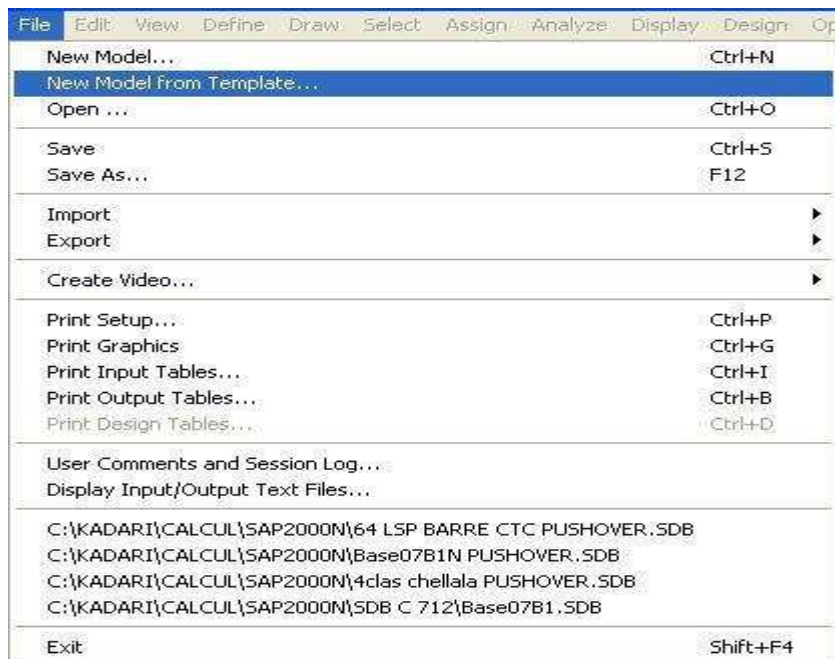 File Edit View Define Draw Select Assign Analyze Display Design Op
New Model... Ctrl+N
New Model from Template...
Open ... Ctrl+O
Save Ctrl+S
Save As... F12
Import
Export
Create Video...
Print Setup... Ctrl+P
Print Graphics Ctrl+G
Print Input Tables... Ctrl+I
Print Output Tables... Ctrl+B
Print Design Tables... Ctrl+D
User Comments and Session Log...
Display Input/Output Text Files...
C:\KADARI\CALCUL\SAP2000N\64 LSP BARRE CTC PUSHOVER.SDB
C:\KADARI\CALCUL\SAP2000N\Base07B1N PUSHOVER.SDB
C:\KADARI\CALCUL\SAP2000N\4clas chellala PUSHOVER.SDB
C:\KADARI\CALCUL\SAP2000N\SDB C 712\Base07B1.SDB
Exit Shift+F4